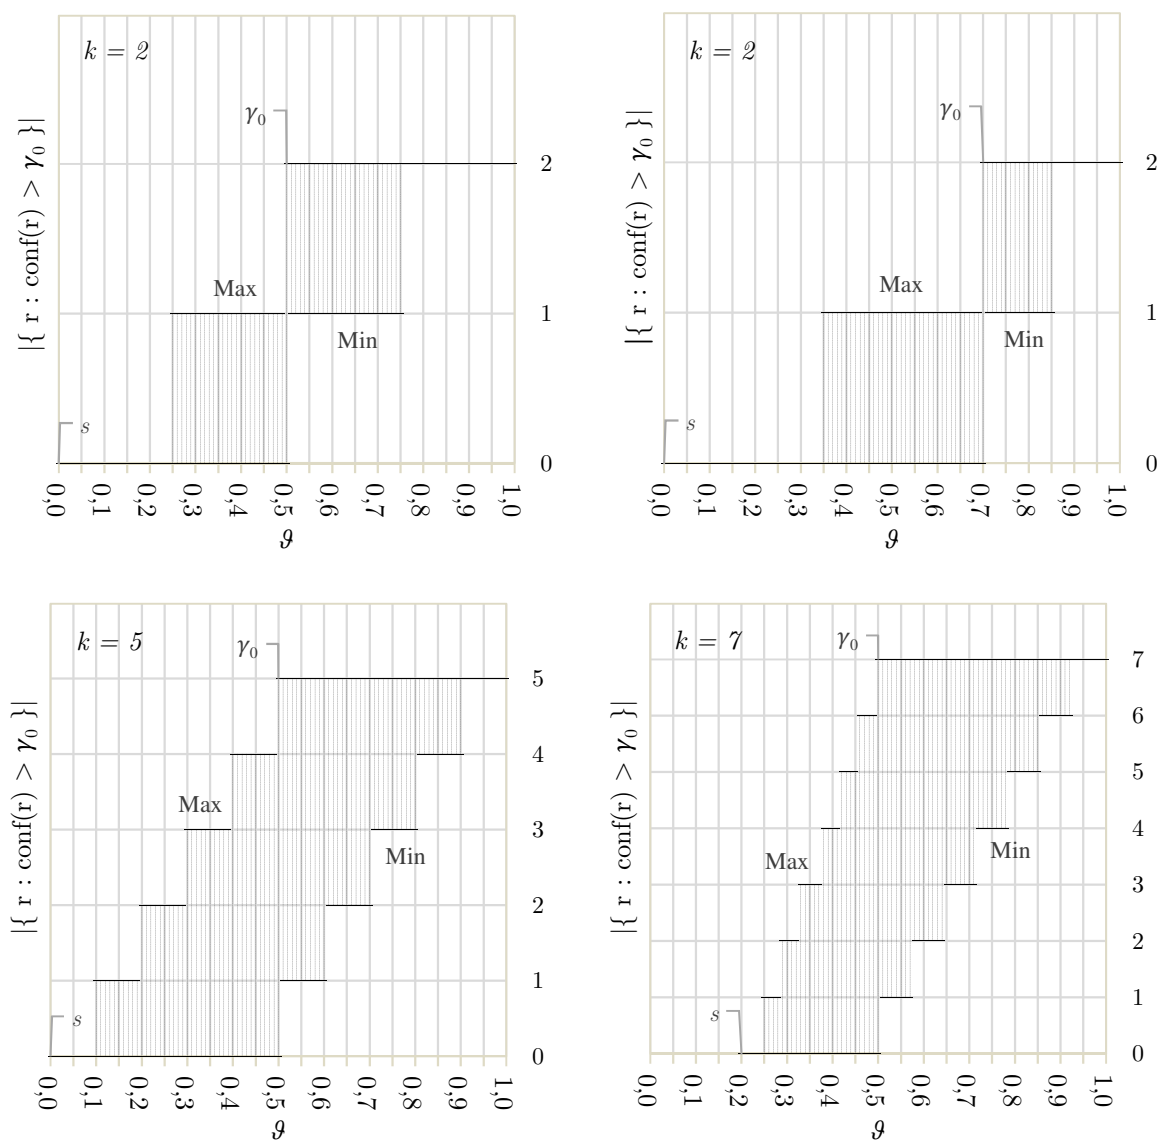 k = 2
γ0
|{ r : conf(r) > γ0 }|
2
Max
1
Min
s
0
0,0 0,1 0,2 0,3 0,4 0,5 0,6 0,7 0,8 0,9 1,0
ϑ
k = 2
γ0
|{ r : conf(r) > γ0 }|
2
Max
1
Min
s
0
0,0 0,1 0,2 0,3 0,4 0,5 0,6 0,7 0,8 0,9 1,0
ϑ
k = 5
γ0
|{ r : conf(r) > γ0 }|
5
4
Max
3
Min
2
1
s
0
0,0 0,1 0,2 0,3 0,4 0,5 0,6 0,7 0,8 0,9 1,0
ϑ
k = 7
γ0
|{ r : conf(r) > γ0 }|
7
6
5
4
Max
Min
3
2
1
s
0
0,0 0,1 0,2 0,3 0,4 0,5 0,6 0,7 0,8 0,9 1,0
ϑ